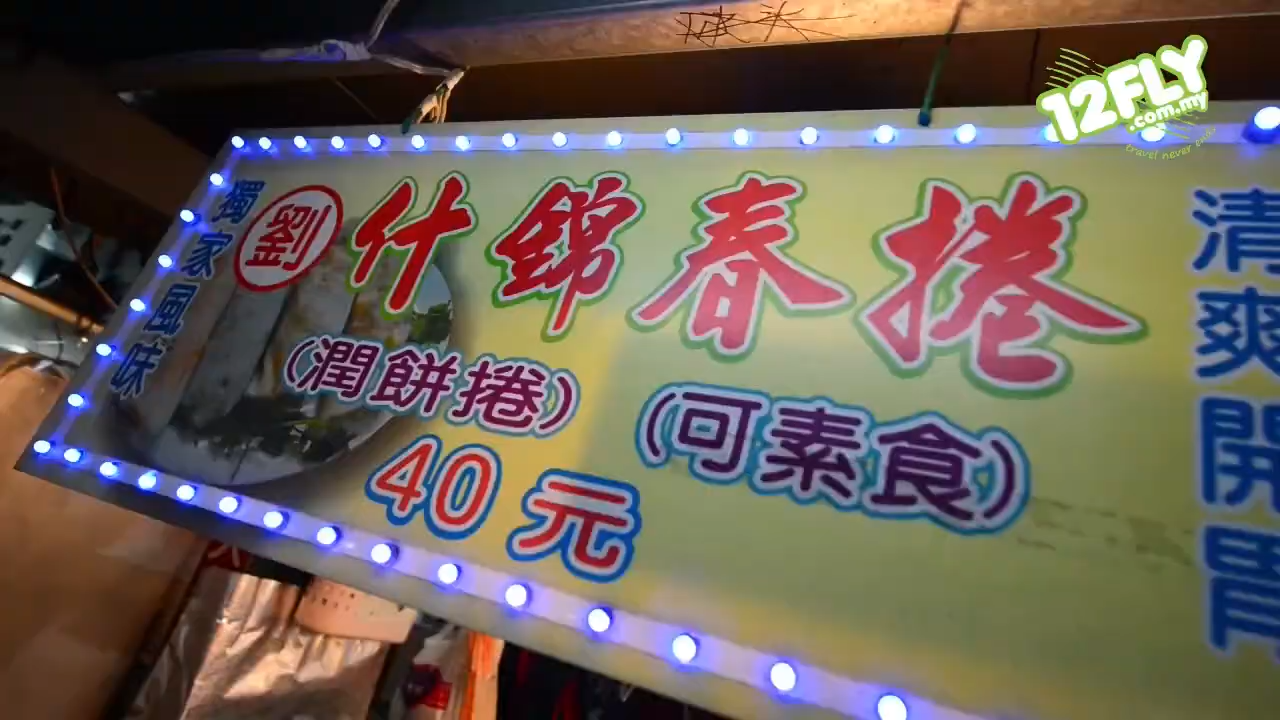 12FLY
.com.my
travel never ends
獨家風味
劉 什錦春捲
(潤餅捲)
(可素食)
40元
清爽開胃